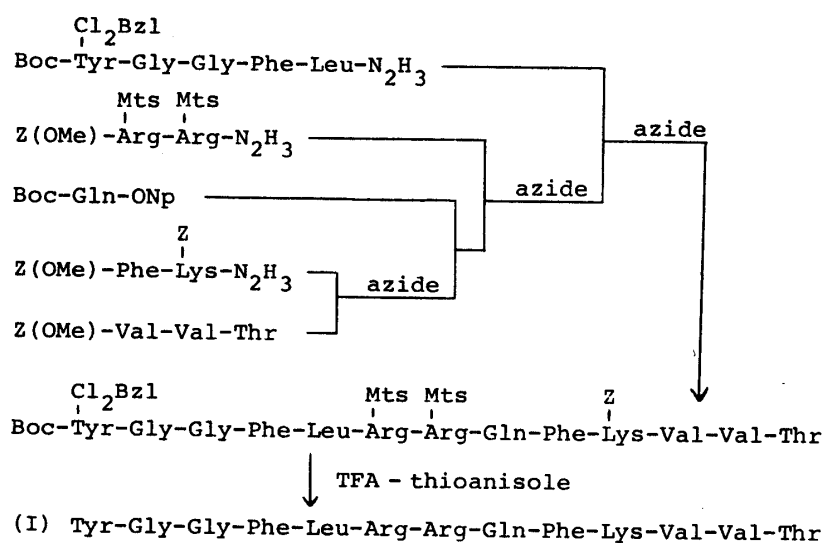 Cl2Bzl
Boc-Tyr-Gly-Gly-Phe-Leu-N2H3
Mts Mts
Z(OMe)-Arg-Arg-N2H3
azide
azide
Boc-Gln-ONp
Z
Z(OMe)-Phe-Lys-N2H3
azide
Z(OMe)-Val-Val-Thr
Cl2Bzl Mts Mts Z
Boc-Tyr-Gly-Gly-Phe-Leu-Arg-Arg-Gln-Phe-Lys-Val-Val-Thr
TFA - thioanisole
(I) Tyr-Gly-Gly-Phe-Leu-Arg-Arg-Gln-Phe-Lys-Val-Val-Thr